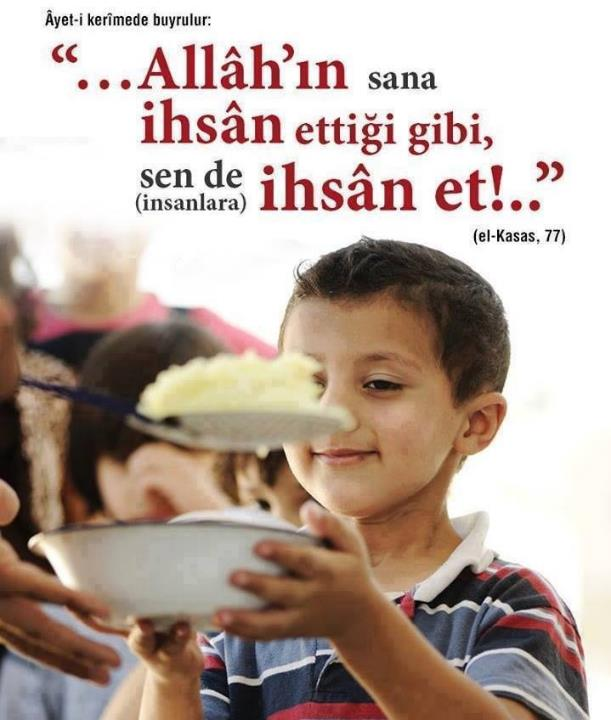 Âyet-i kerîmede buyrulur:
“...Allâh’ın sana
ihsân ettiği gibi,
sen de (insanlara) ihsân et!..”
(el-Kasas, 77)